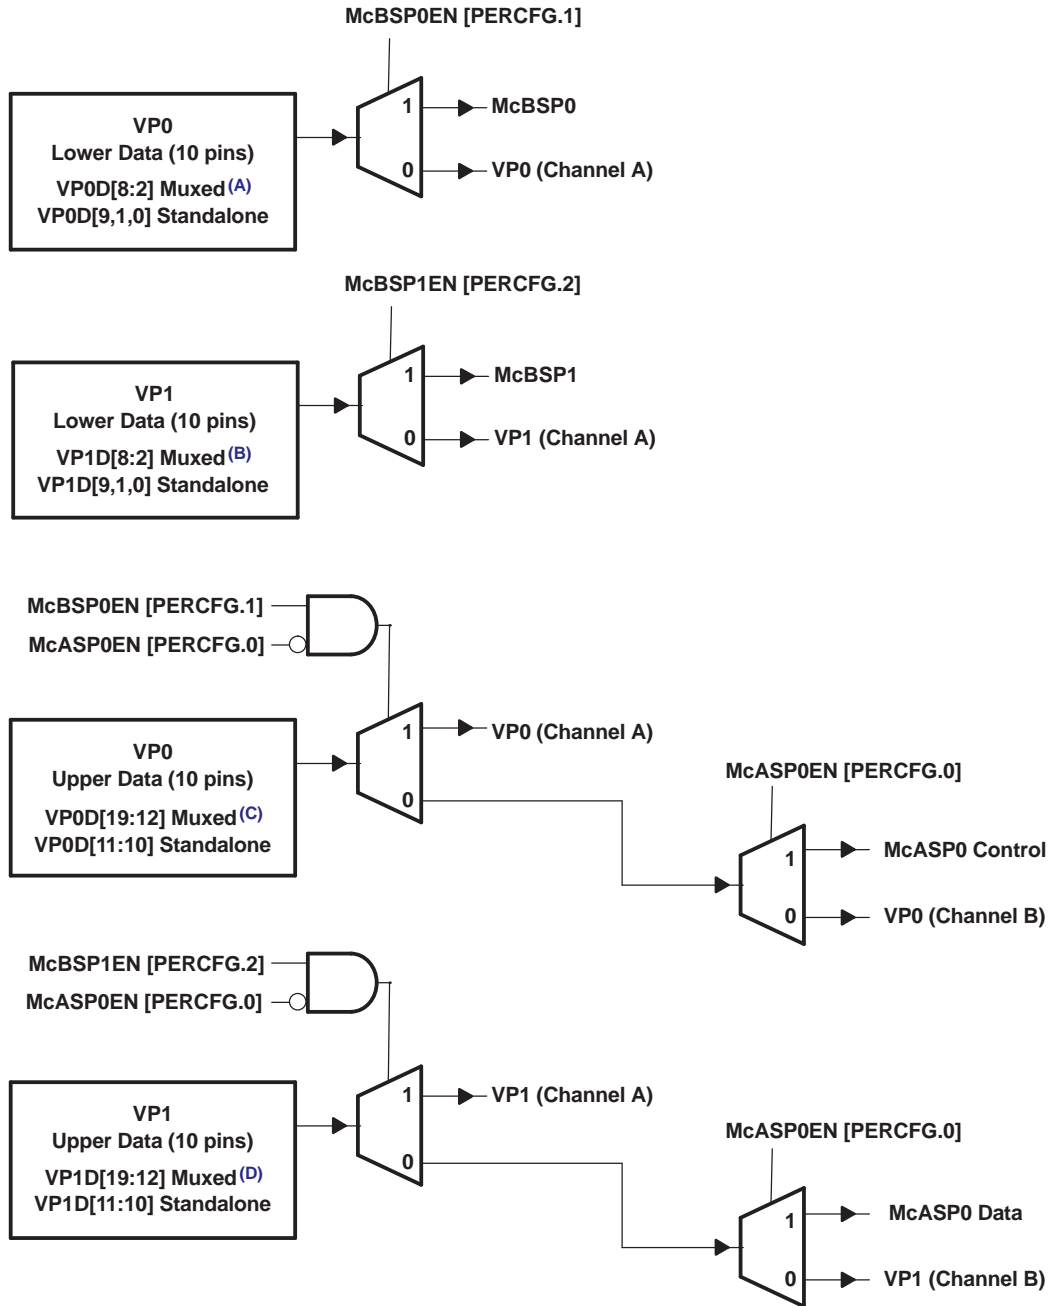 McBSP0EN [PERCFG.1]
VP0
Lower Data (10 pins)
VP0D[8:2] Muxed (A)
VP0D[9,1,0] Standalone
1
McBSP0
0
VP0 (Channel A)
McBSP1EN [PERCFG.2]
VP1
Lower Data (10 pins)
VP1D[8:2] Muxed (B)
VP1D[9,1,0] Standalone
1
McBSP1
0
VP1 (Channel A)
McBSP0EN [PERCFG.1]
McASP0EN [PERCFG.0]
VP0
Upper Data (10 pins)
VP0D[19:12] Muxed (C)
VP0D[11:10] Standalone
1
VP0 (Channel A)
0
McASP0EN [PERCFG.0]
1
McASP0 Control
0
VP0 (Channel B)
McBSP1EN [PERCFG.2]
McASP0EN [PERCFG.0]
VP1
Upper Data (10 pins)
VP1D[19:12] Muxed (D)
VP1D[11:10] Standalone
1
VP1 (Channel A)
0
McASP0EN [PERCFG.0]
1
McASP0 Data
0
VP1 (Channel B)